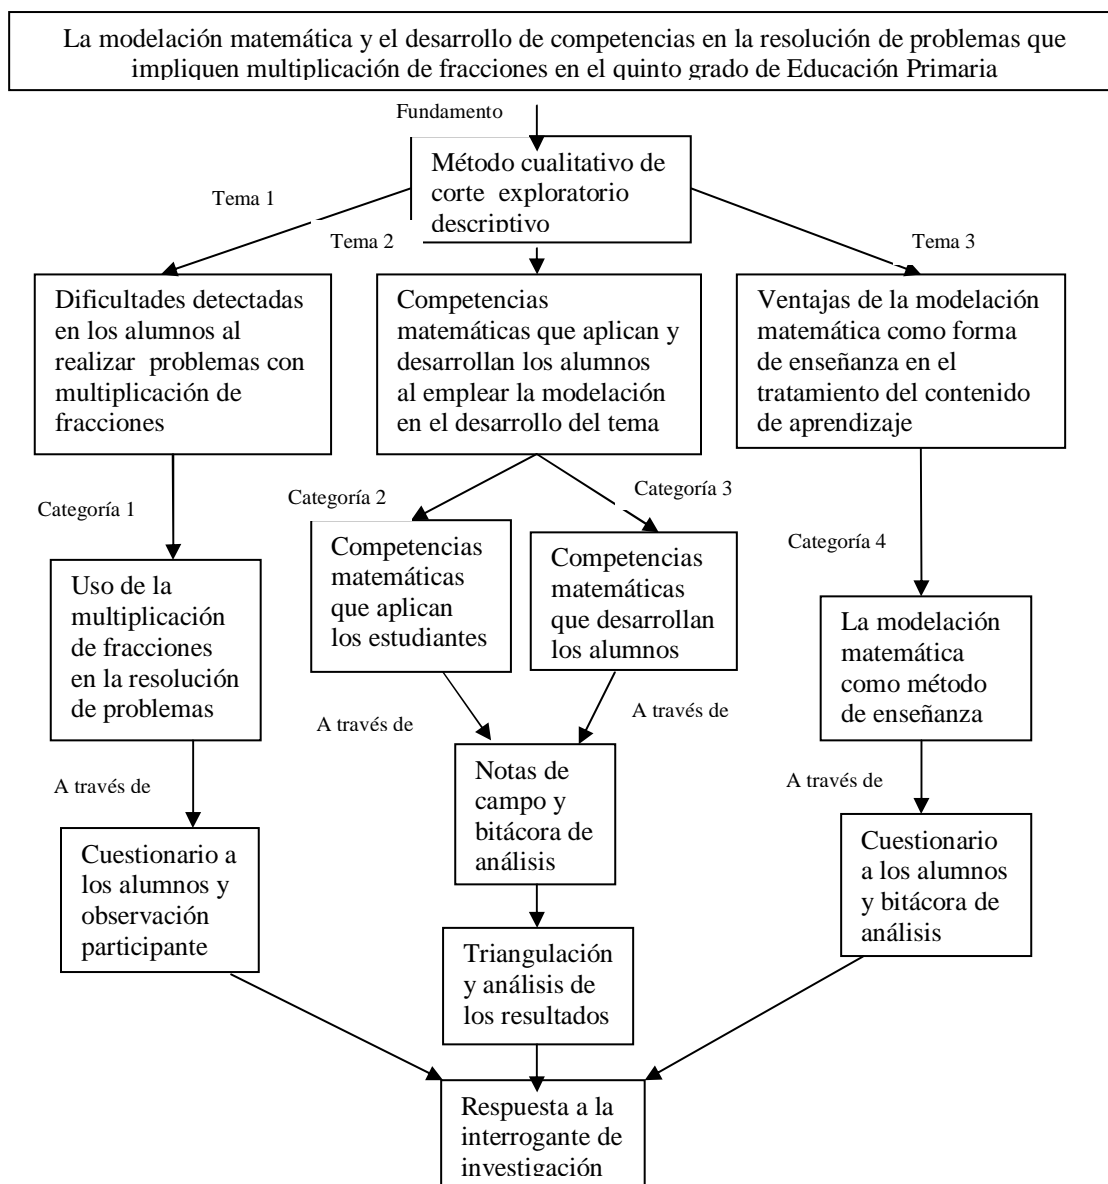 La modelación matemática y el desarrollo de competencias en la resolución de problemas que
impliquen multiplicación de fracciones en el quinto grado de Educación Primaria
Fundamento
Método cualitativo de
corte exploratorio
descriptivo
Tema 1
Tema 2
Tema 3
Dificultades detectadas
en los alumnos al
realizar problemas con
multiplicación de
fracciones
Competencias
matemáticas que aplican y
desarrollan los alumnos
al emplear la modelación
en el desarrollo del tema
Ventajas de la modelación
matemática como forma
de enseñanza en el
tratamiento del contenido
de aprendizaje
Categoría 1
Categoría 2
Categoría 3
Categoría 4
Uso de la
multiplicación
de fracciones
en la resolución
de problemas
Competencias
matemáticas
que aplican
los estudiantes
Competencias
matemáticas
que desarrollan
los alumnos
La modelación
matemática
como método
de enseñanza
A través de
A través de
A través de
A través de
Cuestionario a
los alumnos y
observación
participante
Notas de
campo y
bitácora de
análisis
Cuestionario
a los alumnos
y bitácora de
análisis
Triangulación
y análisis de
los resultados
Respuesta a la
interrogante de
investigación